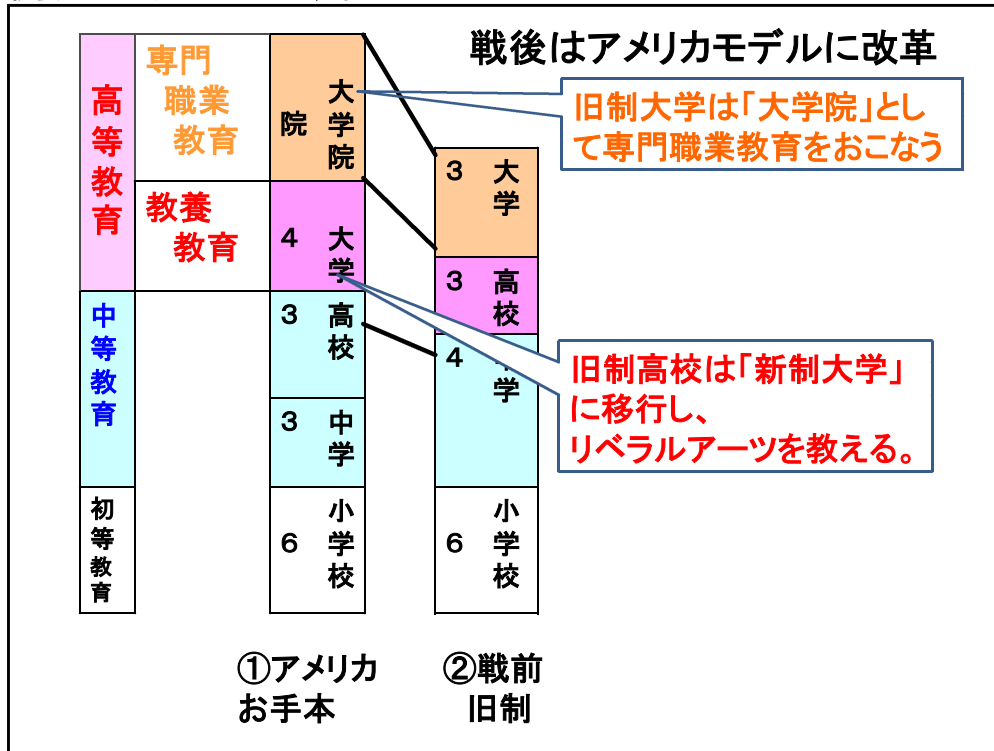 戦後はアメリカモデルに改革
高等教育
専門
職業
教育
教養
教育
中等教育
初等教育
大学院
院
4 大学
3 高校
3 中学
6 小学校
3 大学
3 高校
4 学
6 小学校
旧制大学は「大学院」とし
て専門職業教育をおこなう
旧制高校は「新制大学」
に移行し、
リベラルアーツを教える。
①アメリカ
お手本
②戦前
旧制